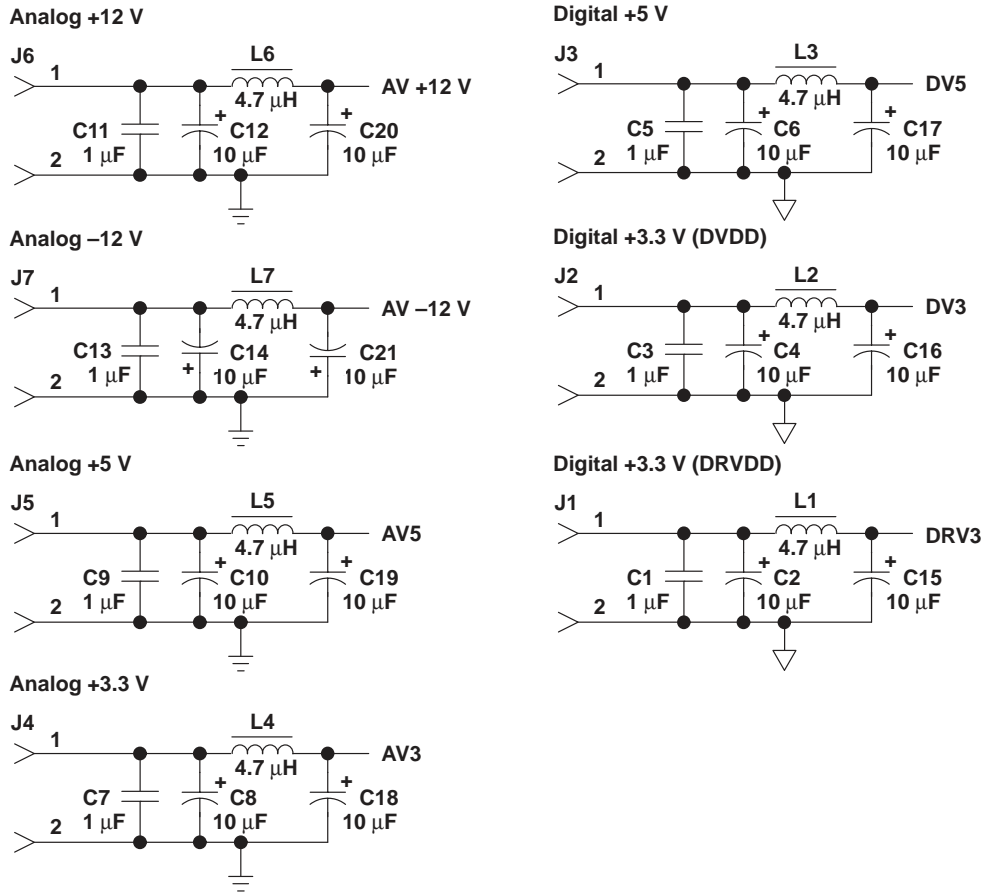 Analog +12 V
J6
1
L6
4.7 μH
AV +12 V
C11
1 μF
+
C12
10 μF
+
C20
10 μF
2
Analog –12 V
J7
1
L7
4.7 μH
AV –12 V
C13
1 μF
+
C14
10 μF
+
C21
10 μF
2
Analog +5 V
J5
1
L5
4.7 μH
AV5
C9
1 μF
+
C10
10 μF
+
C19
10 μF
2
Analog +3.3 V
J4
1
L4
4.7 μH
AV3
C7
1 μF
+
C8
10 μF
+
C18
10 μF
2
Digital +5 V
J3
1
L3
4.7 μH
DV5
C5
1 μF
+
C6
10 μF
+
C17
10 μF
2
Digital +3.3 V (DVDD)
J2
1
L2
4.7 μH
DV3
C3
1 μF
+
C4
10 μF
+
C16
10 μF
2
Digital +3.3 V (DRVDD)
J1
1
L1
4.7 μH
DRV3
C1
1 μF
+
C2
10 μF
+
C15
10 μF
2